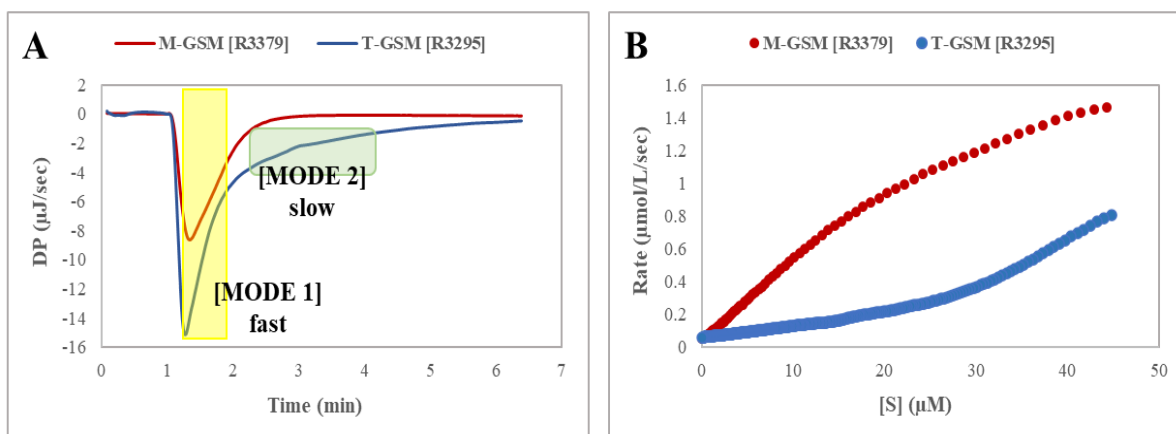 A
M-GSM [R3379] T-GSM [R3295]
2
0
-2
-4
-6
-8
-10
-12
-14
-16
DP (µJ/sec)
[MODE 2]
slow
[MODE 1]
fast
0 1 2 3 4 5 6 7
Time (min)
B
M-GSM [R3379] T-GSM [R3295]
1.6
1.4
1.2
1
0.8
0.6
0.4
0.2
0
Rate (µmol/L/sec)
0 10 20 30 40 50
[S] (µM)